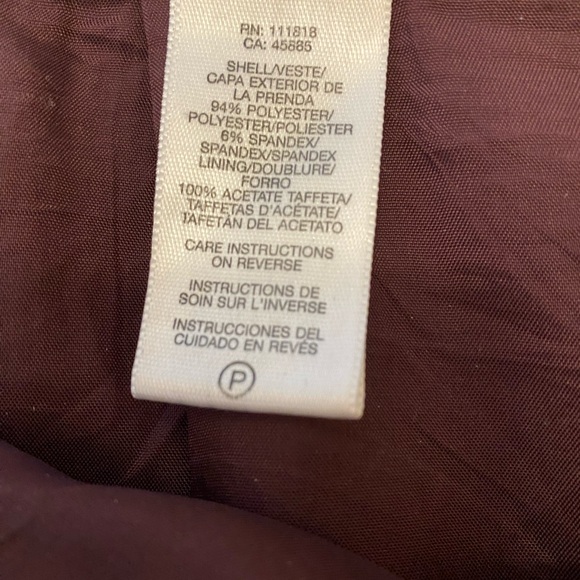 RN: 111818
CA: 45885
SHELL/VESTE/
CAPA EXTERIOR DE
LA PRENDA
94% POLYESTER/
POLYESTER/POLIESTER
6% SPANDEX/
SPANDEX/SPANDEX
LINING/DOUBLURE/
FORRO
100% ACETATE TAFFETA/
TAFFETAS D'ACÉTATE/
TAFETÁN DEL ACETATO
CARE INSTRUCTIONS
ON REVERSE
INSTRUCTIONS DE
SOIN SUR L'INVERSE
INSTRUCCIONES DEL
CUIDADO EN REVÉS
P